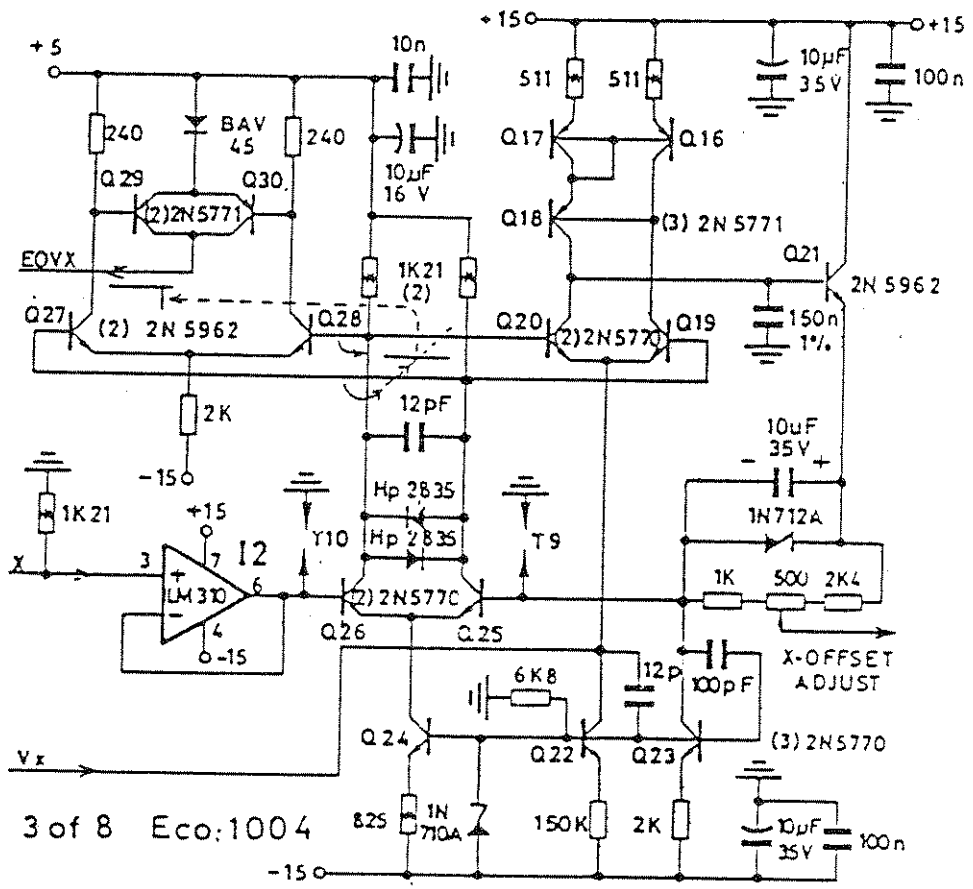 +15
+15
+5
10n
511
511
10µF
35V
100n
240
BAV
45
240
10µF
16 V
Q17
Q16
Q29
Q30
(2)2N5771
Q18
(3) 2N5771
EQVX
1K21
(2)
Q21
2N5962
Q27
(2) 2N5962
Q28
Q20
(2)2N5770
Q19
150n
1%
2K
12pF
-15
10uF
35V
-
+
Hp 2835
1N712A
1K21
+15
Y10
Hp 2835
T9
I2
X
3
7
6
+
LM310
-
4
-15
(2)2N5770
1K
500
2K4
Q26
Q25
X-OFFSET
ADJUST
12p
100pF
6K8
Q24
Q22
Q23
(3)2N5770
Vx
3 of 8 Eco:1004
825
1N
710A
150K
2K
10µF
35V
100n
-15